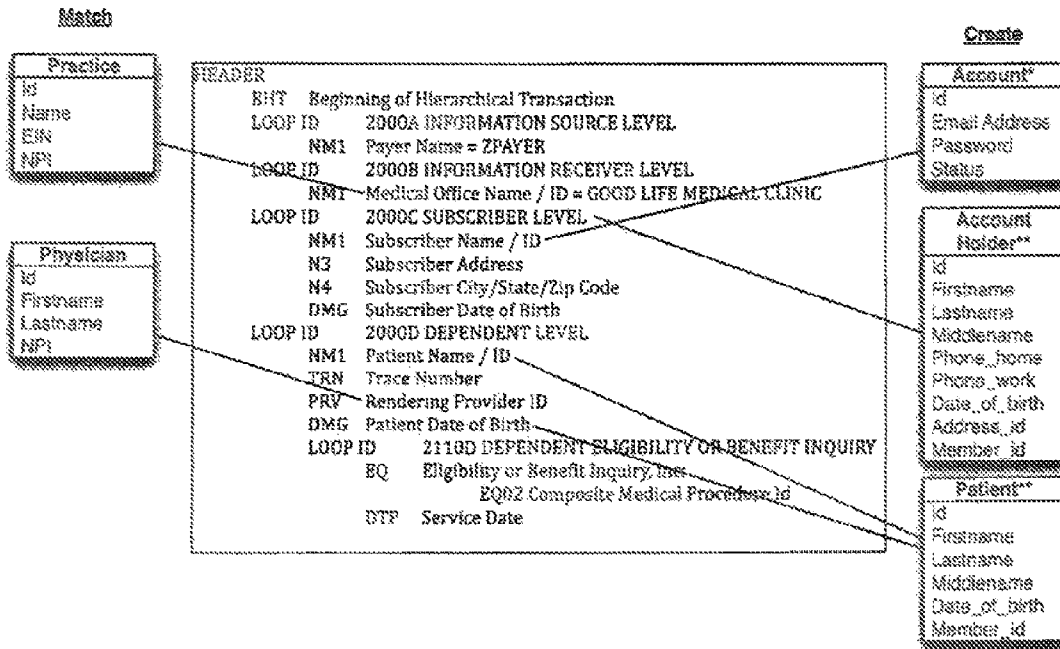 Match
Practice
Id
Name
EIN
NPI
Physician
Id
Firstname
Lastname
NPI
HEADER
BHT Beginning of Hierarchical Transaction
LOOP ID 2000A INFORMATION SOURCE LEVEL
NM1 Payer Name = ZPAYER
LOOP ID 2000B INFORMATION RECEIVER LEVEL
NM1 Medical Office Name / ID = GOOD LIFE MEDICAL CLINIC
LOOP ID 2000C SUBSCRIBER LEVEL
NM1 Subscriber Name / ID
N3 Subscriber Address
N4 Subscriber City/State/Zip Code
DMG Subscriber Date of Birth
LOOP ID 2000D DEPENDENT LEVEL
NM1 Patient Name / ID
TRN Trace Number
PRV Rendering Provider ID
DMG Patient Date of Birth
LOOP ID 2110D DEPENDENT ELIGIBILITY OR BENEFIT INQUIRY
EQ Eligibility or Benefit Inquiry,
EQ02 Composite Medical Procedure Id
DTP Service Date
Create
Account*
Id
Email Address
Password
Status
Account
Holder**
Id
Firstname
Lastname
Middlename
Phone_home
Phone_work
Date_of_birth
Address_id
Member_id
Patient**
Id
Firstname
Lastname
Middlename
Date_of_birth
Member_id